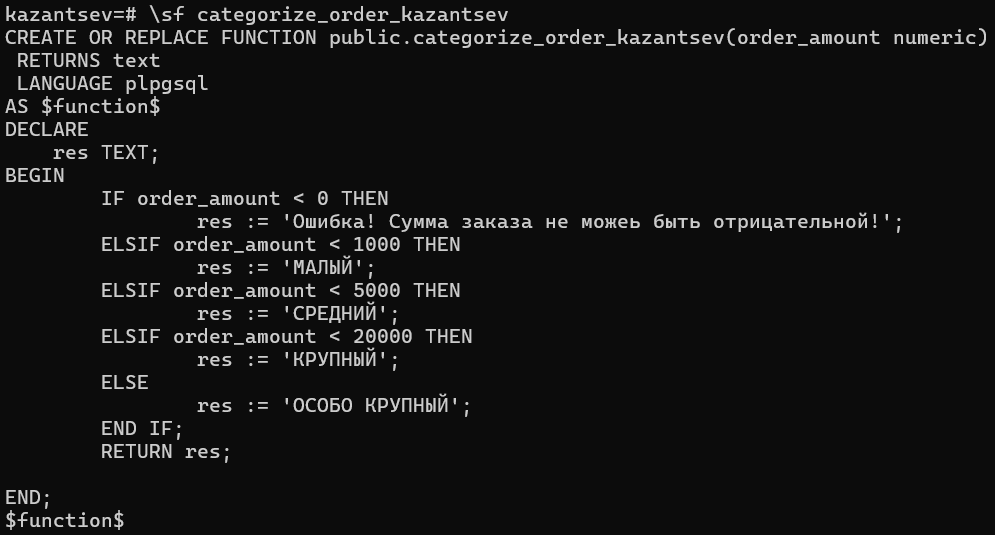 kazantsev=# \sf categorize_order_kazantsev
CREATE OR REPLACE FUNCTION public.categorize_order_kazantsev(order_amount numeric)
 RETURNS text
 LANGUAGE plpgsql
AS $function$
DECLARE
    res TEXT;
BEGIN
        IF order_amount < 0 THEN
                res := 'Ошибка! Сумма заказа не можеь быть отрицательной!';
        ELSIF order_amount < 1000 THEN
                res := 'МАЛЫЙ';
        ELSIF order_amount < 5000 THEN
                res := 'СРЕДНИЙ';
        ELSIF order_amount < 20000 THEN
                res := 'КРУПНЫЙ';
        ELSE
                res := 'ОСОБО КРУПНЫЙ';
        END IF;
        RETURN res;

END;
$function$